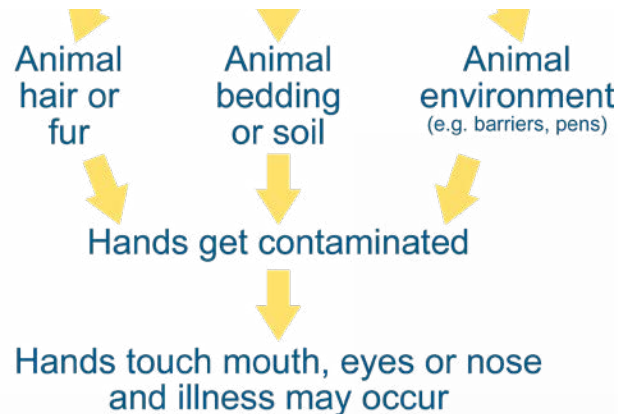 Animal
hair or
fur
Animal
bedding
or soil
Animal
environment
(e.g. barriers, pens)
Hands get contaminated
Hands touch mouth, eyes or nose
and illness may occur